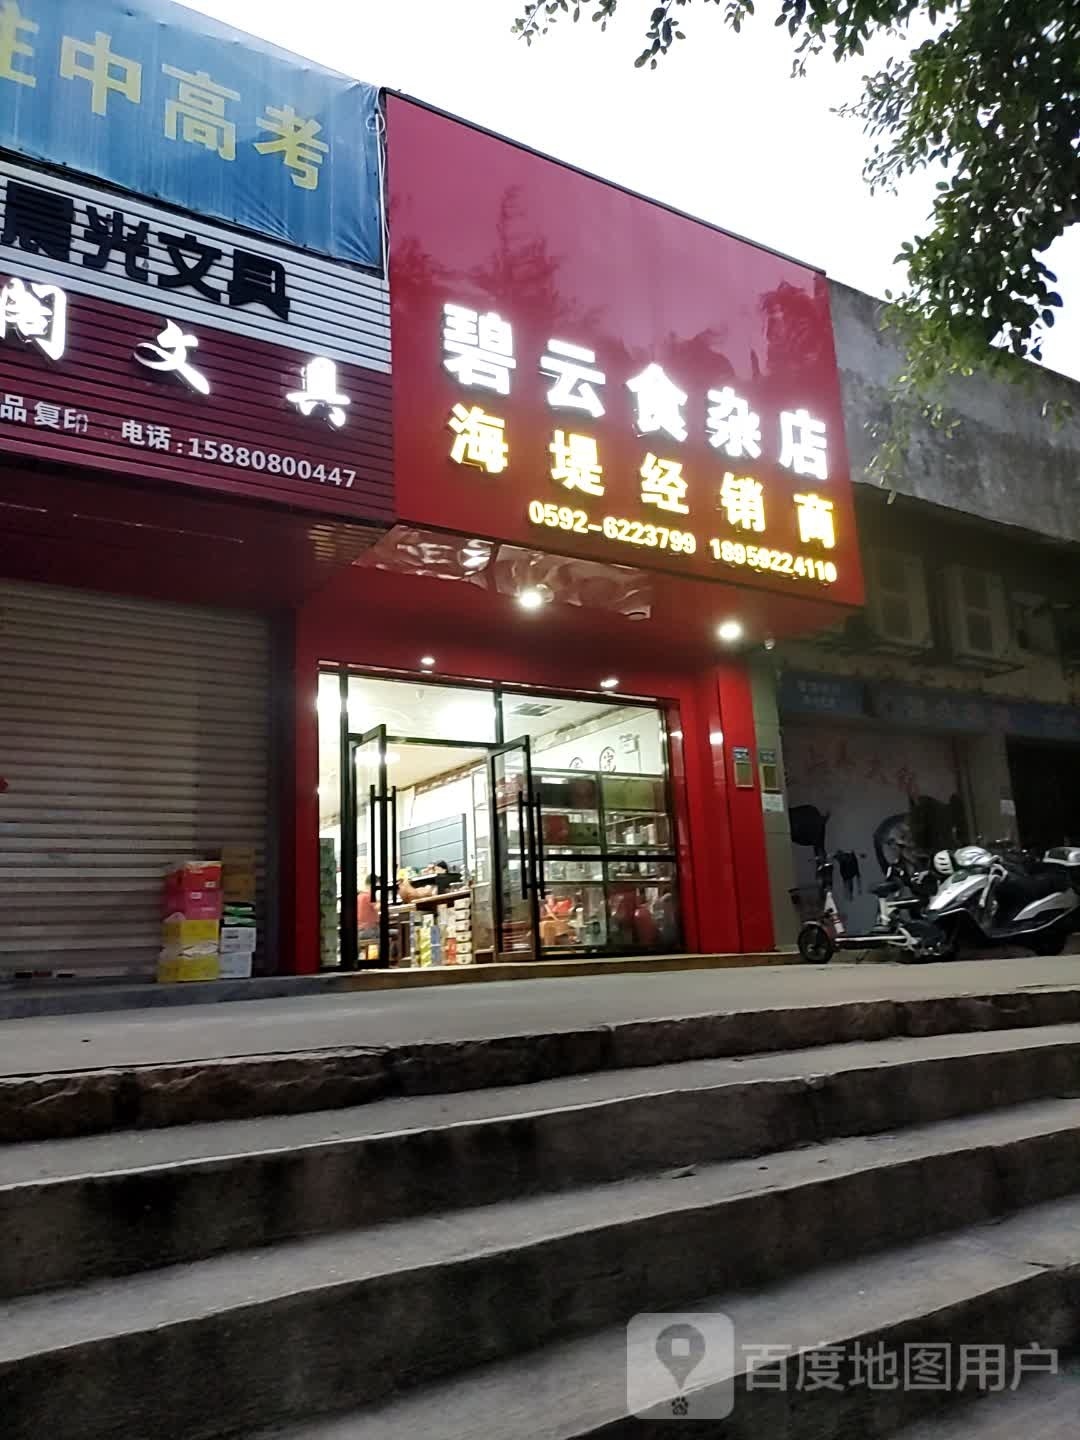 中高考
晨光文具
阁文具
品复印 电话:15880800447
碧云食杂店
海堤经销商
0592-6223799 18959224110
百度地图用户